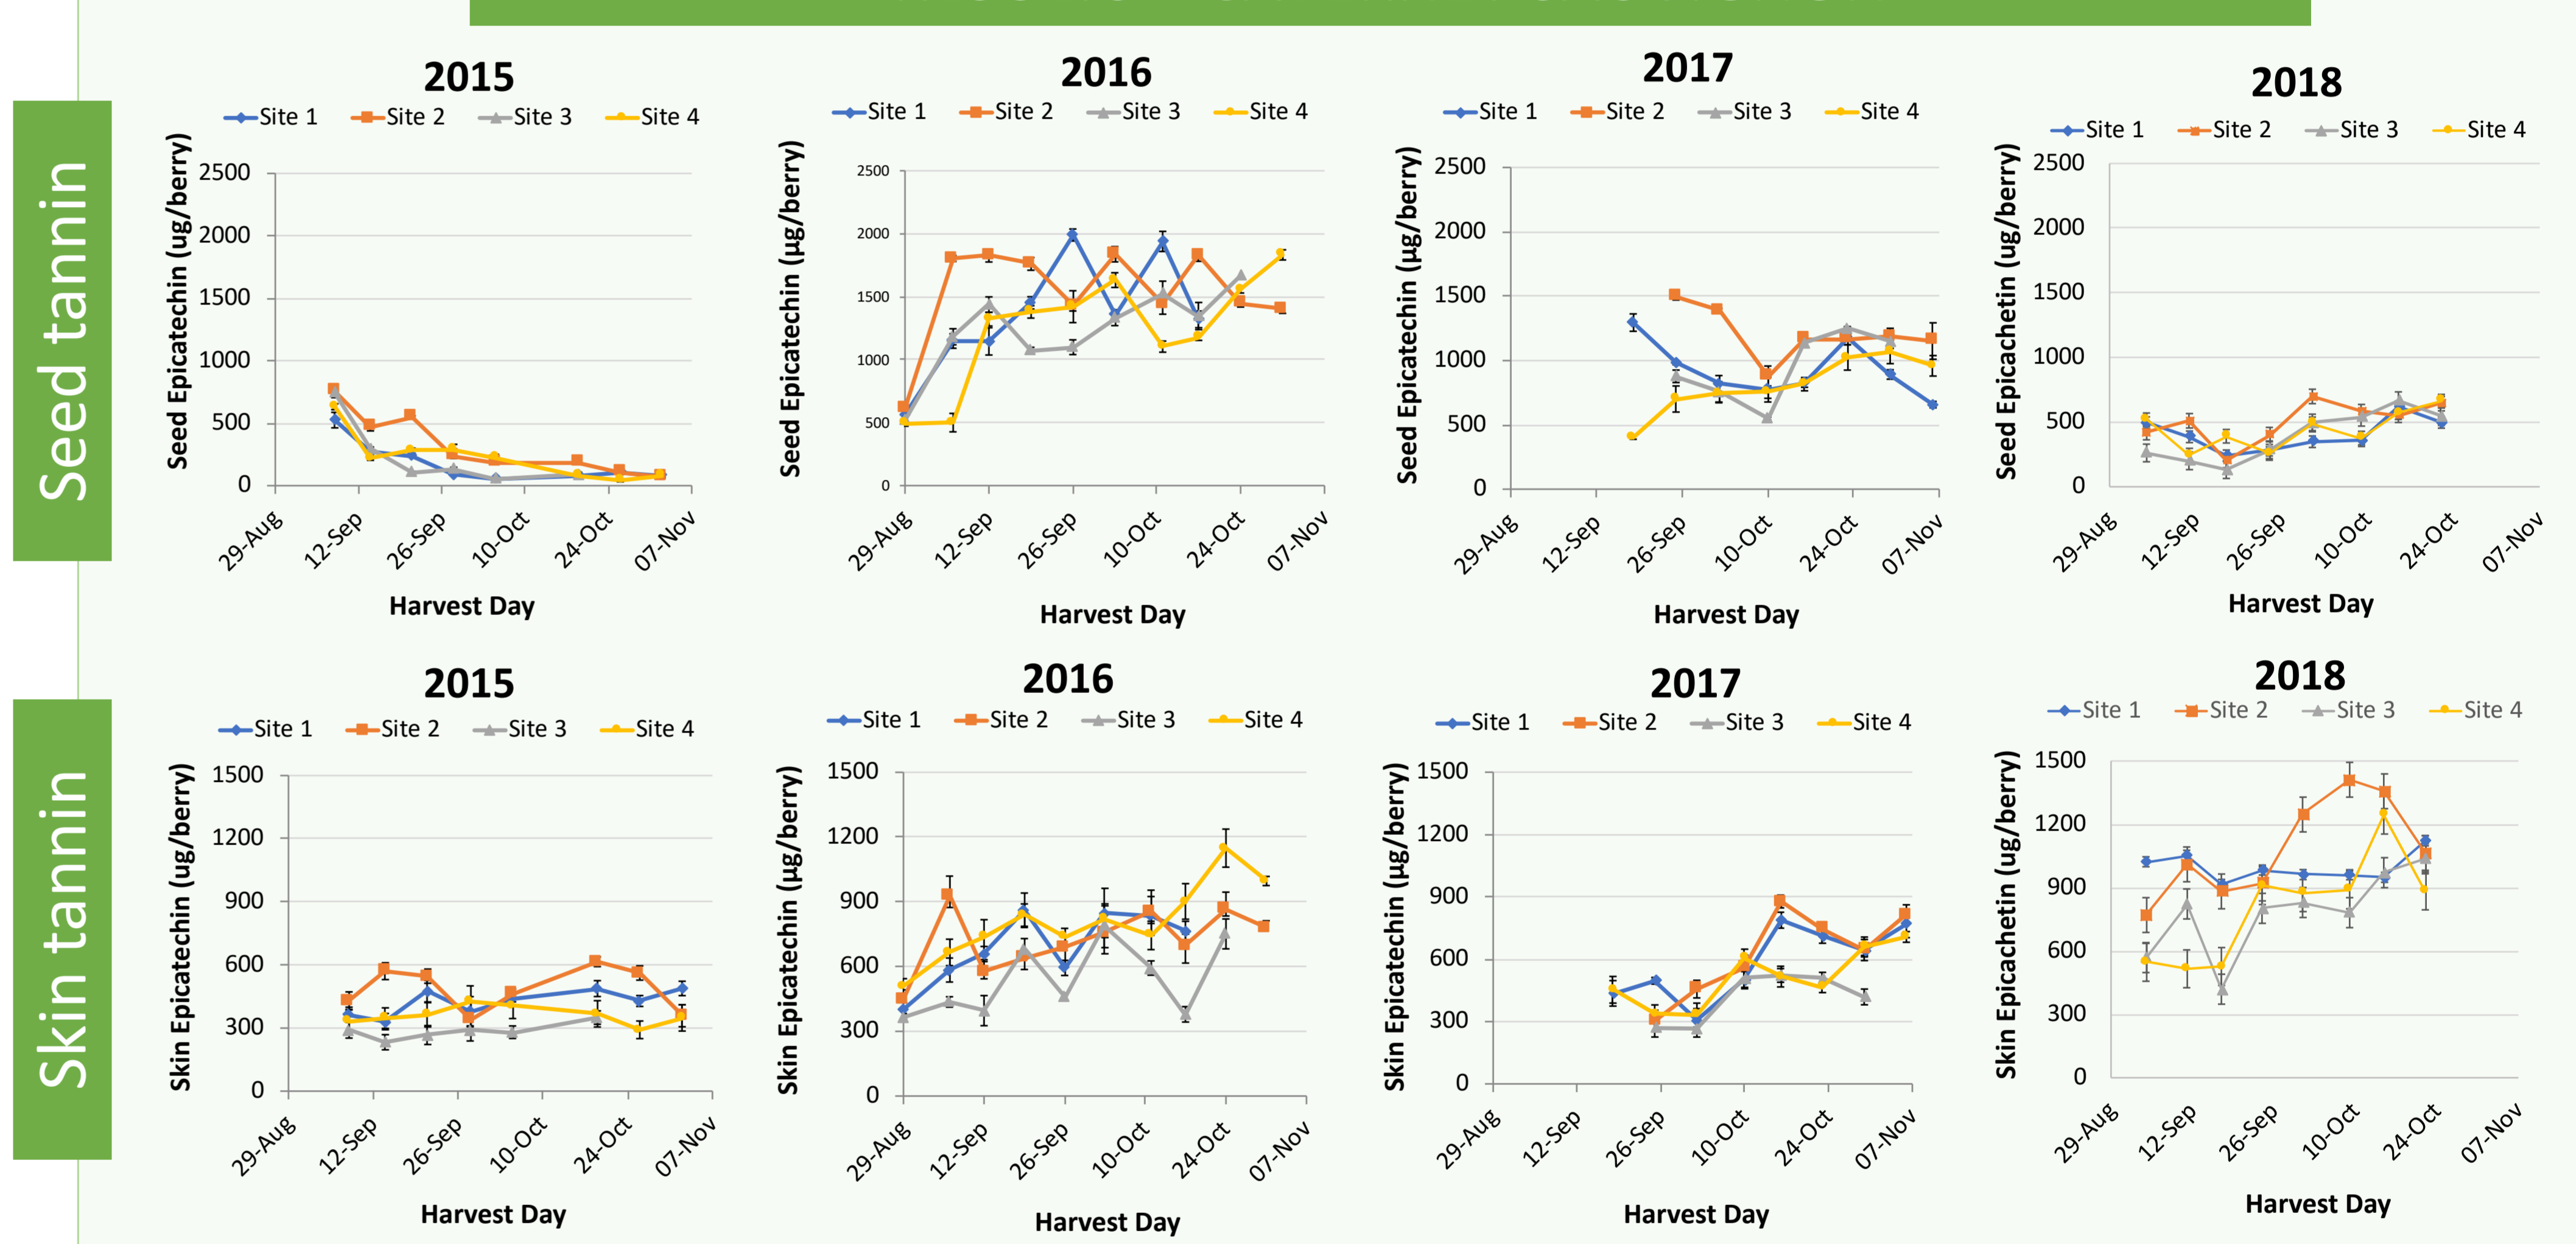 Seed tannin
2015
Site 1 Site 2 Site 3 Site 4
Seed Epicatechin (ug/berry)
2500
2000
1500
1000
500
0
29-Aug 12-Sep 26-Sep 10-Oct 24-Oct 07-Nov
Harvest Day
2016
Site 1 Site 2 Site 3 Site 4
Seed Epicatechin (µg/berry)
2500
2000
1500
1000
500
0
29-Aug 12-Sep 26-Sep 10-Oct 24-Oct 07-Nov
Harvest Day
2017
Site 1 Site 2 Site 3 Site 4
Seed Epicatechin (µg/berry)
2500
2000
1500
1000
500
0
29-Aug 12-Sep 26-Sep 10-Oct 24-Oct 07-Nov
Harvest Day
2018
Site 1 Site 2 Site 3 Site 4
Seed Epicachetin (ug/berry)
2500
2000
1500
1000
500
0
29-Aug 12-Sep 26-Sep 10-Oct 24-Oct 07-Nov
Harvest Day
Skin tannin
2015
Site 1 Site 2 Site 3 Site 4
Skin Epicatechin (ug/berry)
1500
1200
900
600
300
0
29-Aug 12-Sep 26-Sep 10-Oct 24-Oct 07-Nov
Harvest Day
2016
Site 1 Site 2 Site 3 Site 4
Skin Epicatechin (µg/berry)
1500
1200
900
600
300
0
29-Aug 12-Sep 26-Sep 10-Oct 24-Oct 07-Nov
Harvest Day
2017
Site 1 Site 2 Site 3 Site 4
Skin Epicatechin (µg/berry)
1500
1200
900
600
300
0
29-Aug 12-Sep 26-Sep 10-Oct 24-Oct 07-Nov
Harvest Day
2018
Site 1 Site 2 Site 3 Site 4
Skin Epicachetin (ug/berry)
1500
1200
900
600
300
0
29-Aug 12-Sep 26-Sep 10-Oct 24-Oct 07-Nov
Harvest Day